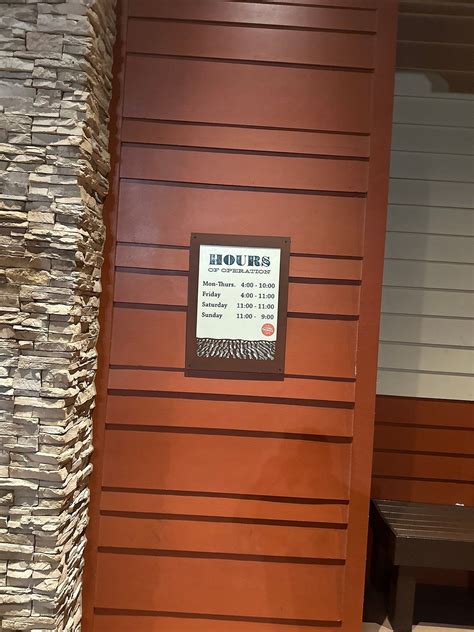 HOURS
OF OPERATION
Mon-Thurs. 4:00 - 10:00
Friday 4:00 - 11:00
Saturday 11:00 - 11:00
Sunday 11:00 - 9:00